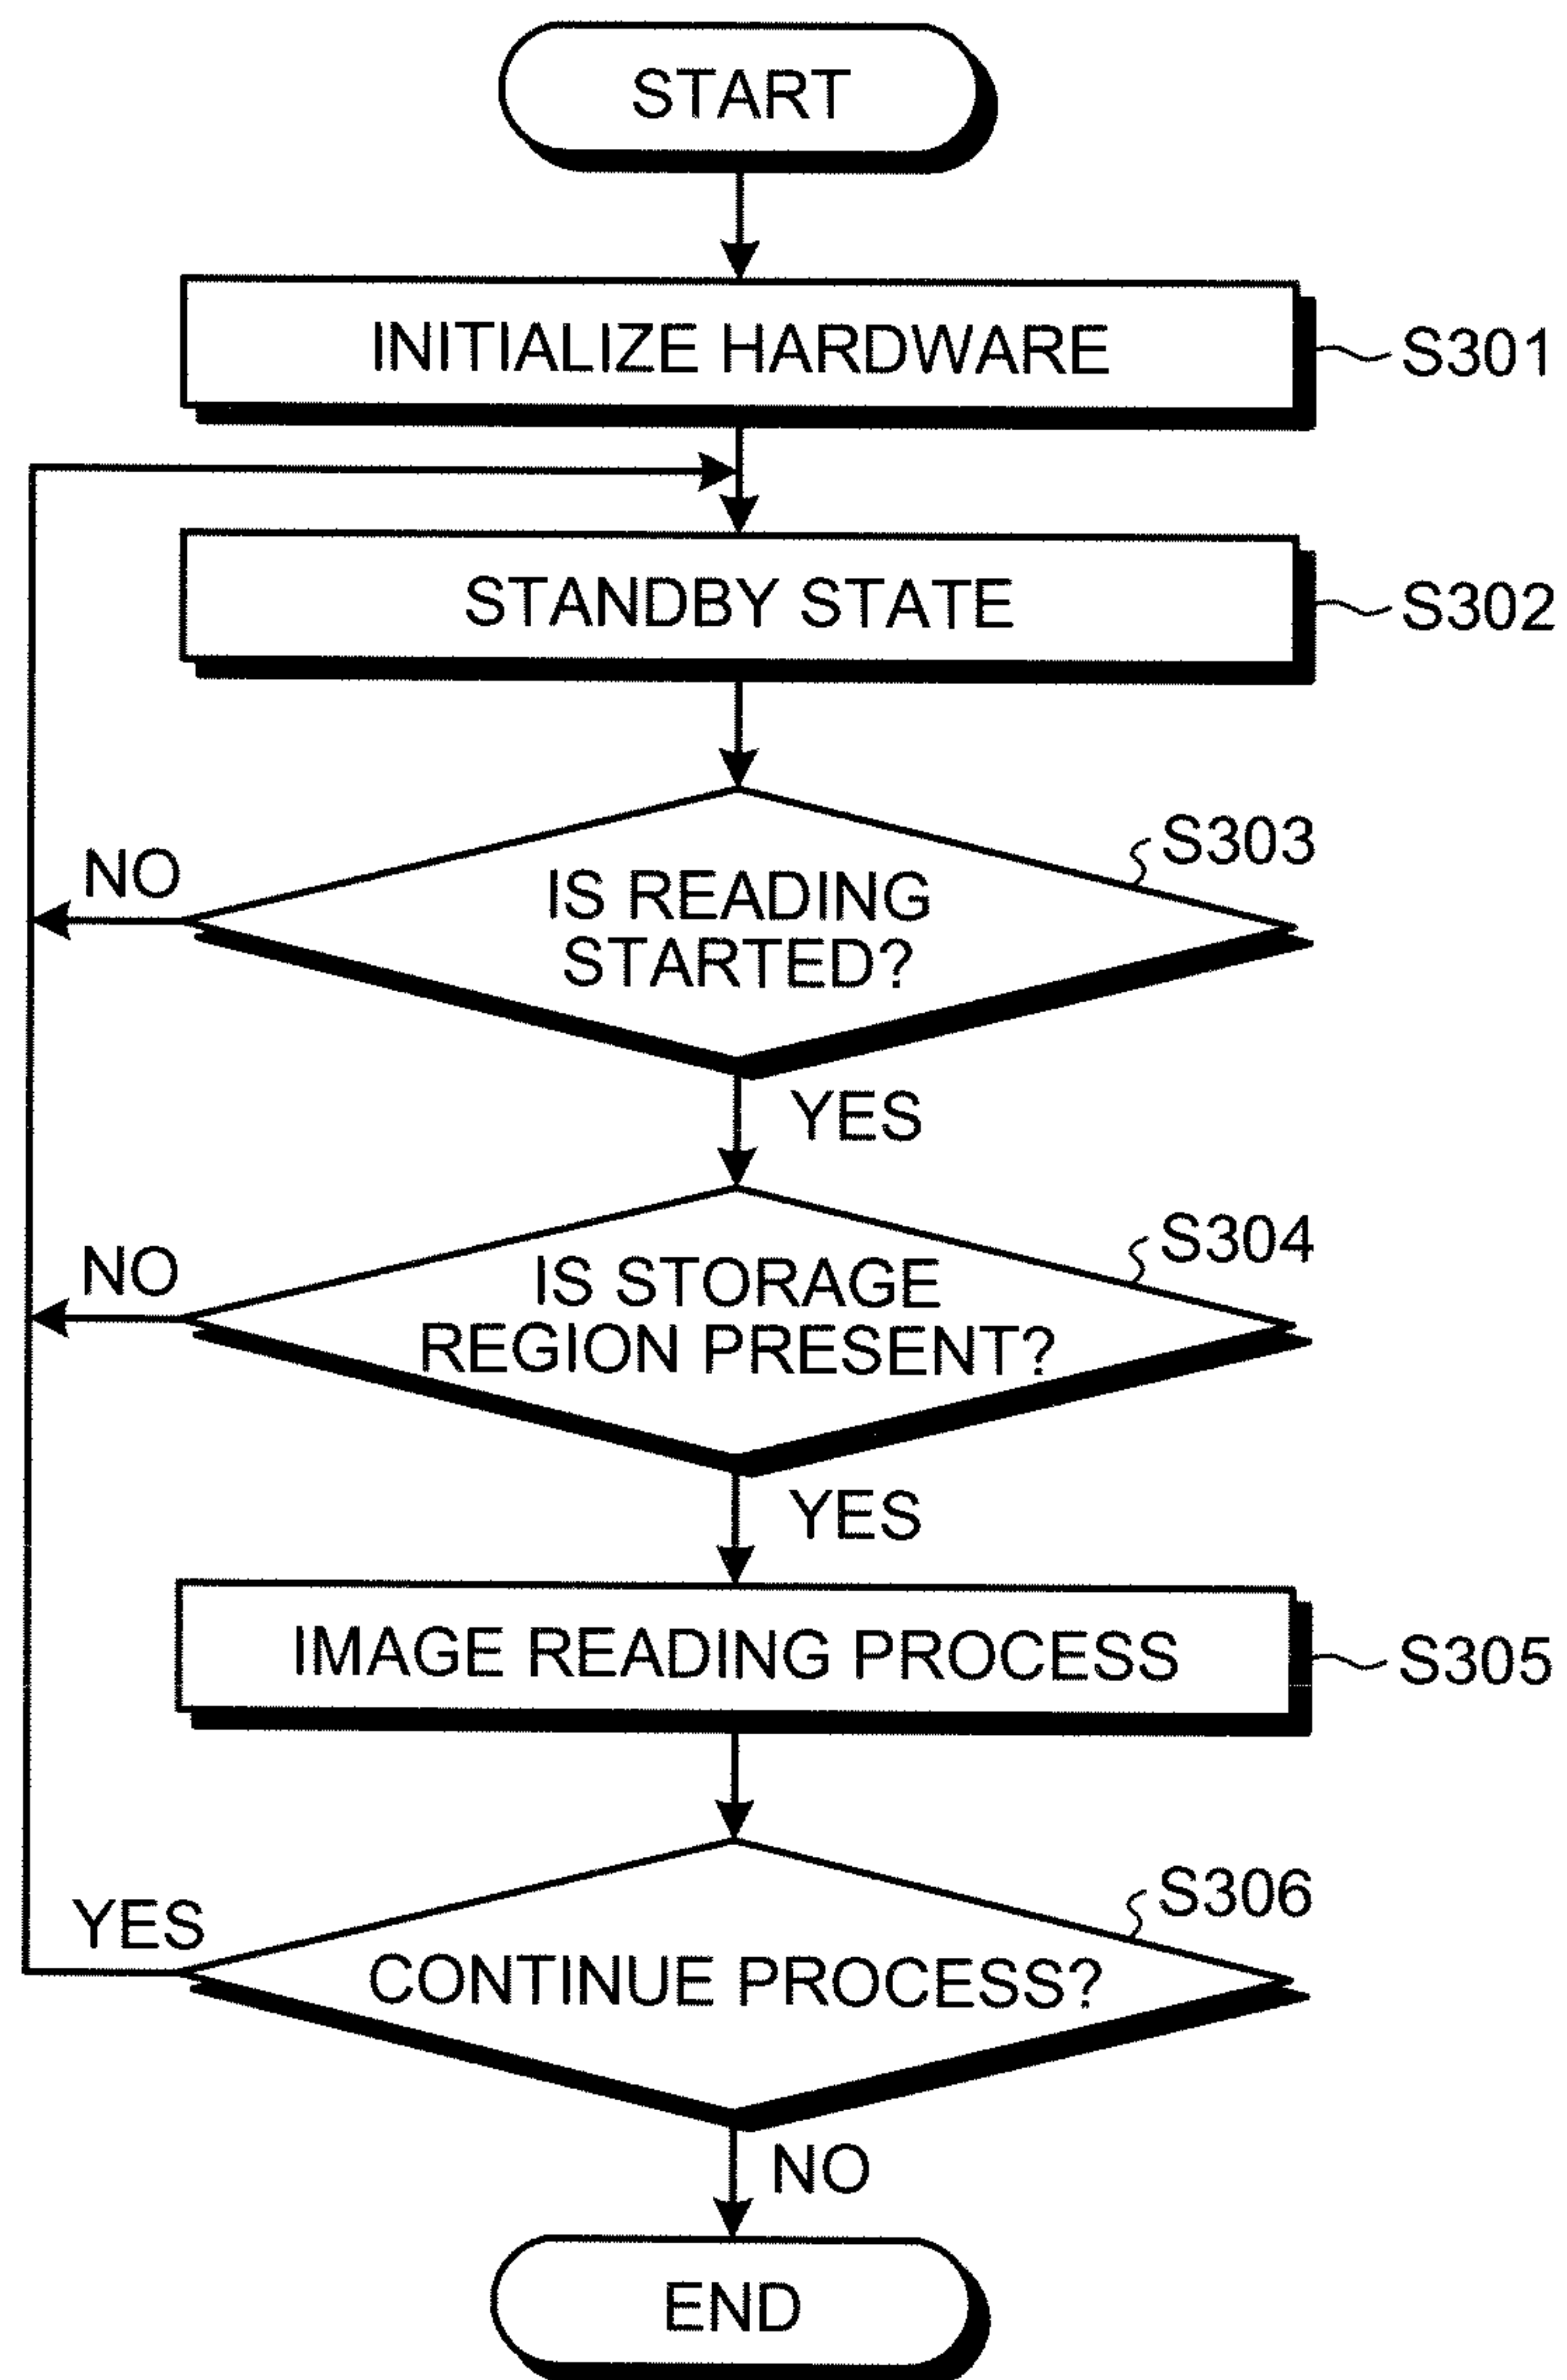 START
INITIALIZE HARDWARE
S301
STANDBY STATE
S302
S303
NO
IS READING
STARTED?
YES
S304
NO
IS STORAGE
REGION PRESENT?
YES
IMAGE READING PROCESS
S305
S306
YES
CONTINUE PROCESS?
NO
END